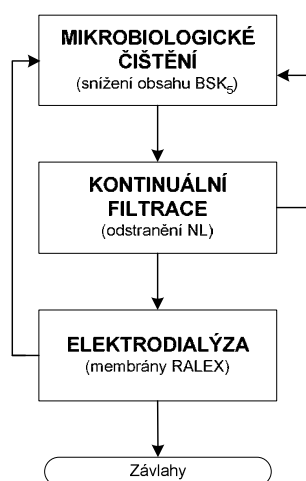 MIKROBIOLOGICKÉ
ČIŠTĚNÍ
(snížení obsahu BSK₅)
KONTINUÁLNÍ
FILTRACE
(odstranění NL)
ELEKTRODIALÝZA
(membrány RALEX)
Závlahy